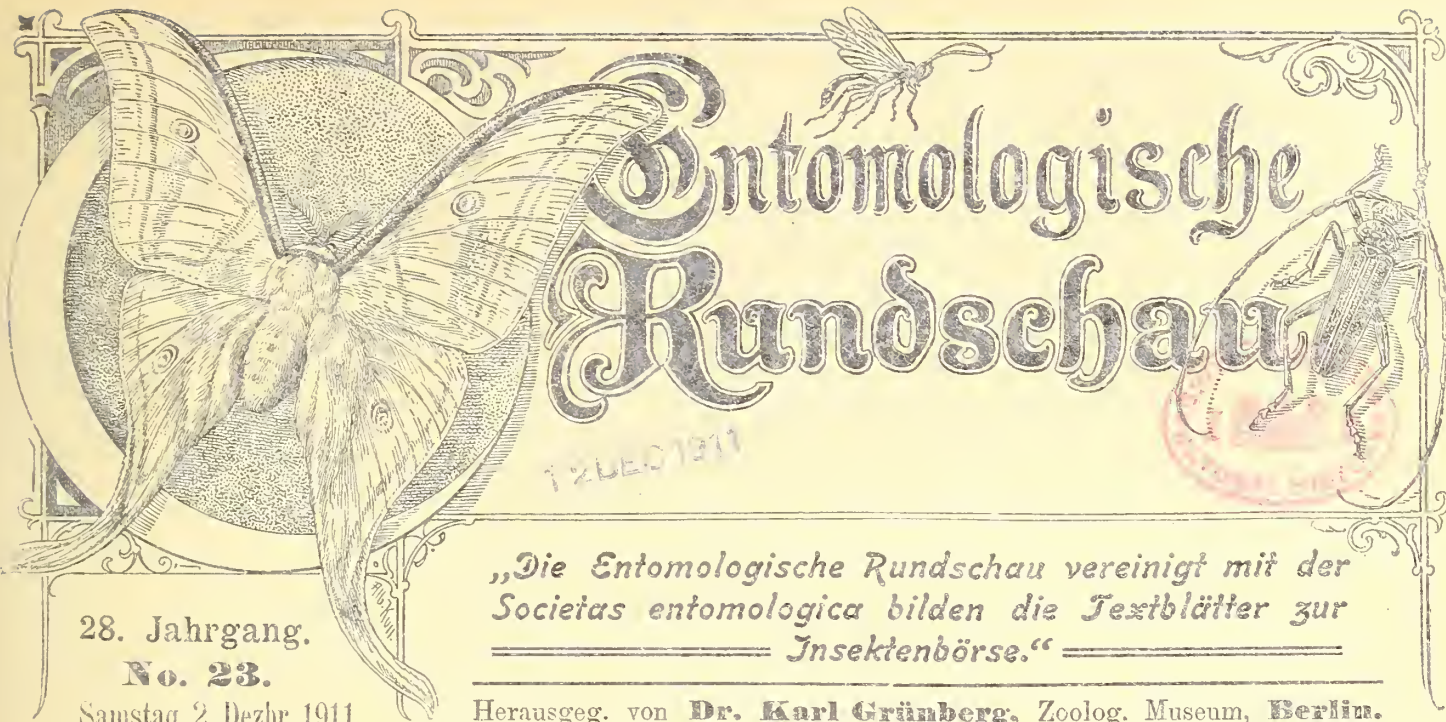 Entomologische
Rundschau
12 DEC 1911
„Die Entomologische Rundschau vereinigt mit der
Societas entomologica bilden die Textblätter zur
Insektenbörse.“
28. Jahrgang.
No. 23.
Samstag, 2. Dezbr. 1911.
Herausgeg. von Dr. Karl Grünberg, Zoolog. Museum, Berlin.